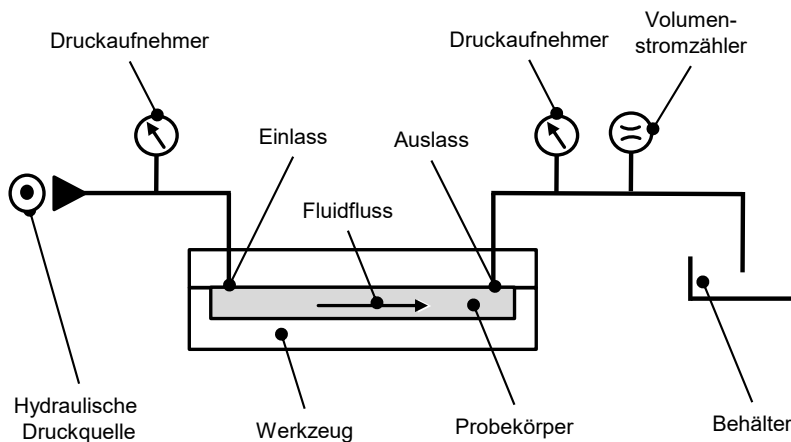 Druckaufnehmer
Druckaufnehmer
Volumen-
stromzähler
Einlass
Auslass
Fluidfluss
Hydraulische
Druckquelle
Werkzeug
Probekörper
Behälter